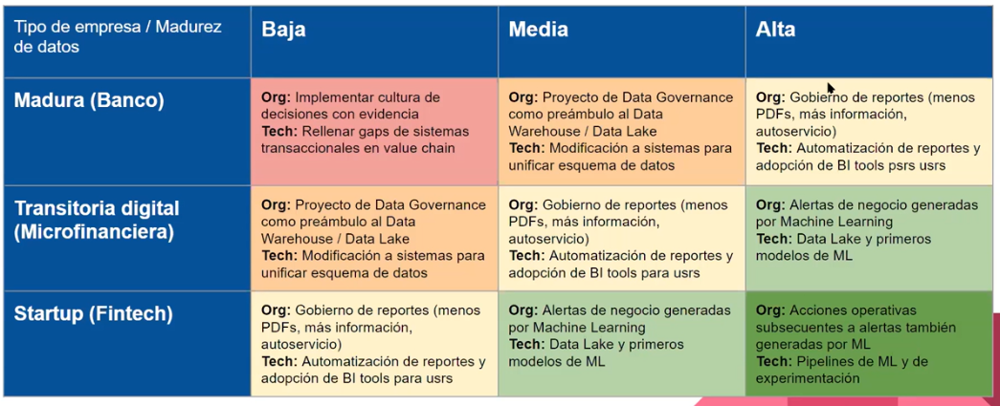 Tipo de empresa / Madurez
de datos
Baja
Media
Alta
Madura (Banco)
Org: Implementar cultura de
decisiones con evidencia
Tech: Rellenar gaps de sistemas
transaccionales en value chain
Org: Proyecto de Data Governance
como preámbulo al Data
Warehouse / Data Lake
Tech: Modificación a sistemas para
unificar esquema de datos
Org: Gobierno de reportes (menos
PDFs, más información,
autoservicio)
Tech: Automatización de reportes y
adopción de BI tools psrs usrs
Transitoria digital
(Microfinanciera)
Org: Proyecto de Data Governance
como preámbulo al Data
Warehouse / Data Lake
Tech: Modificación a sistemas para
unificar esquema de datos
Org: Gobierno de reportes (menos
PDFs, más información,
autoservicio)
Tech: Automatización de reportes y
adopción de BI tools para usrs
Org: Alertas de negocio generadas
por Machine Learning
Tech: Data Lake y primeros
modelos de ML
Startup (Fintech)
Org: Gobierno de reportes (menos
PDFs, más información,
autoservicio)
Tech: Automatización de reportes y
adopción de BI tools para usrs
Org: Alertas de negocio generadas
por Machine Learning
Tech: Data Lake y primeros
modelos de ML
Org: Acciones operativas
subsecuentes a alertas también
generadas por ML
Tech: Pipelines de ML y de
experimentación